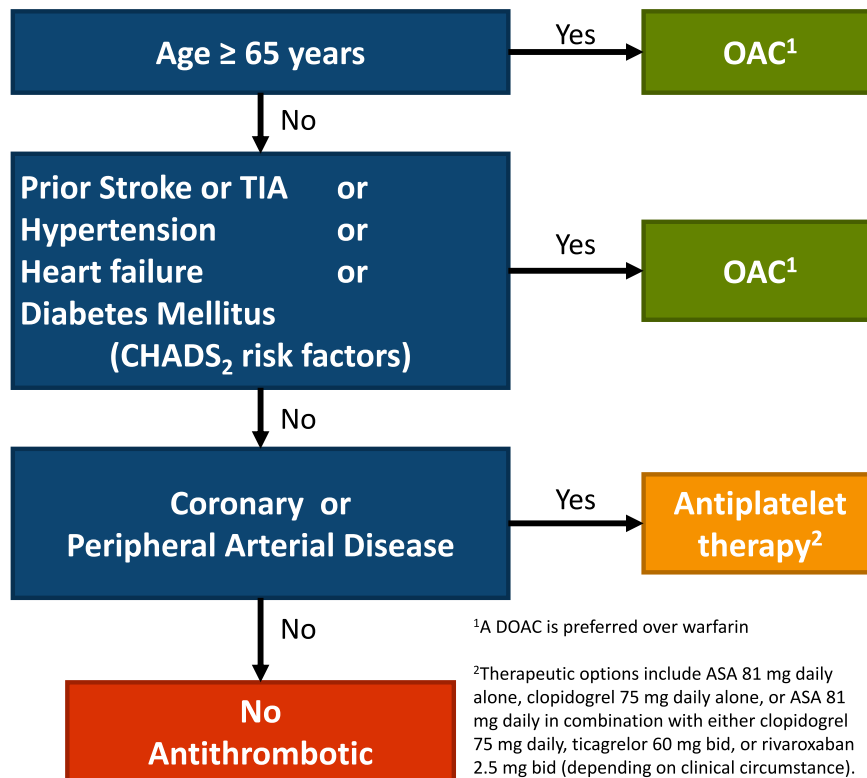 Age ≥ 65 years
Yes
OAC¹
No
Prior Stroke or TIA or
Hypertension or
Heart failure or
Diabetes Mellitus
(CHADS₂ risk factors)
Yes
OAC¹
No
Coronary or
Peripheral Arterial Disease
Yes
Antiplatelet
therapy²
No
No
Antithrombotic
¹A DOAC is preferred over warfarin
²Therapeutic options include ASA 81 mg daily
alone, clopidogrel 75 mg daily alone, or ASA 81
mg daily in combination with either clopidogrel
75 mg daily, ticagrelor 60 mg bid, or rivaroxaban
2.5 mg bid (depending on clinical circumstance).